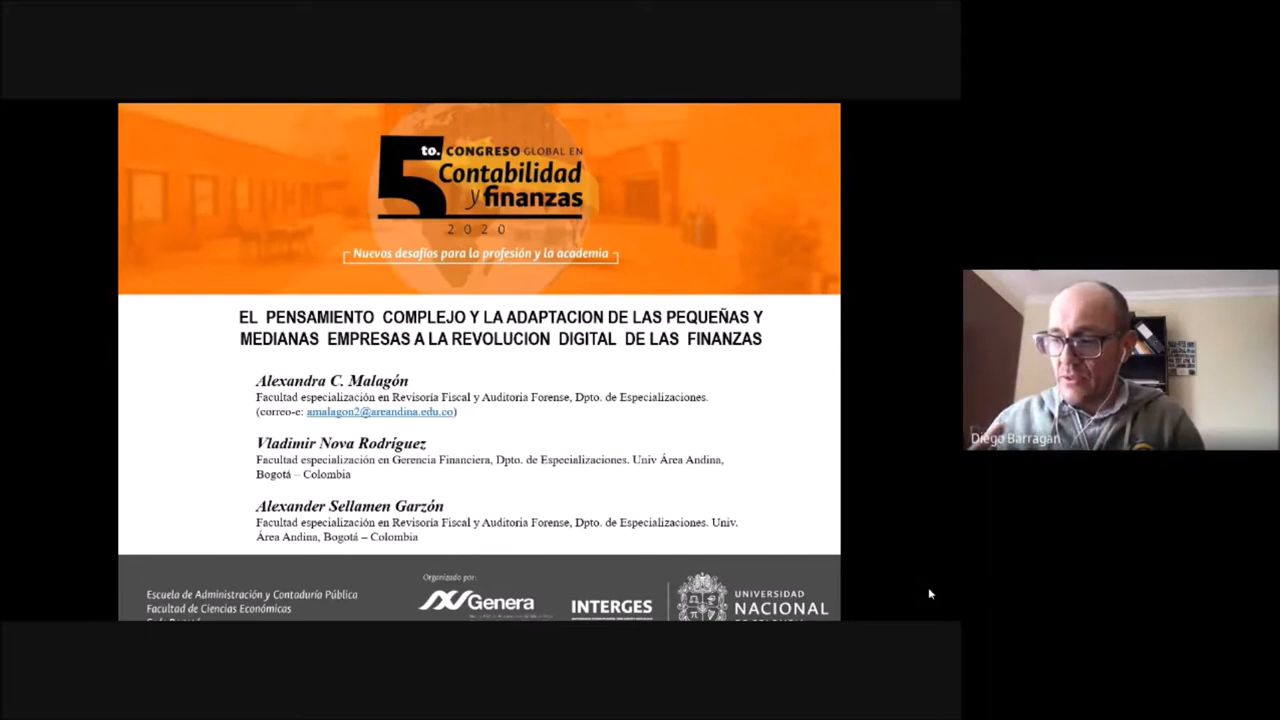 5to. CONGRESO GLOBAL EN
Contabilidad
y finanzas
2020
Nuevos desafíos para la profesión y la academia
EL PENSAMIENTO COMPLEJO Y LA ADAPTACION DE LAS PEQUEÑAS Y
MEDIANAS EMPRESAS A LA REVOLUCION DIGITAL DE LAS FINANZAS
Alexandra C. Malagón
Facultad especialización en Revisoría Fiscal y Auditoria Forense, Dpto. de Especializaciones.
(correo-e: amalagon2@areandina.edu.co)
Vladimir Nova Rodríguez
Facultad especialización en Gerencia Financiera, Dpto. de Especializaciones. Univ Área Andina,
Bogotá – Colombia
Alexander Sellamen Garzón
Facultad especialización en Revisoría Fiscal y Auditoria Forense, Dpto. de Especializaciones. Univ.
Área Andina, Bogotá – Colombia
Escuela de Administración y Contaduría Pública
Facultad de Ciencias Económicas
Organizado por:
Genera
INTERGES
UNIVERSIDAD
NACIONAL
Diego Barragan